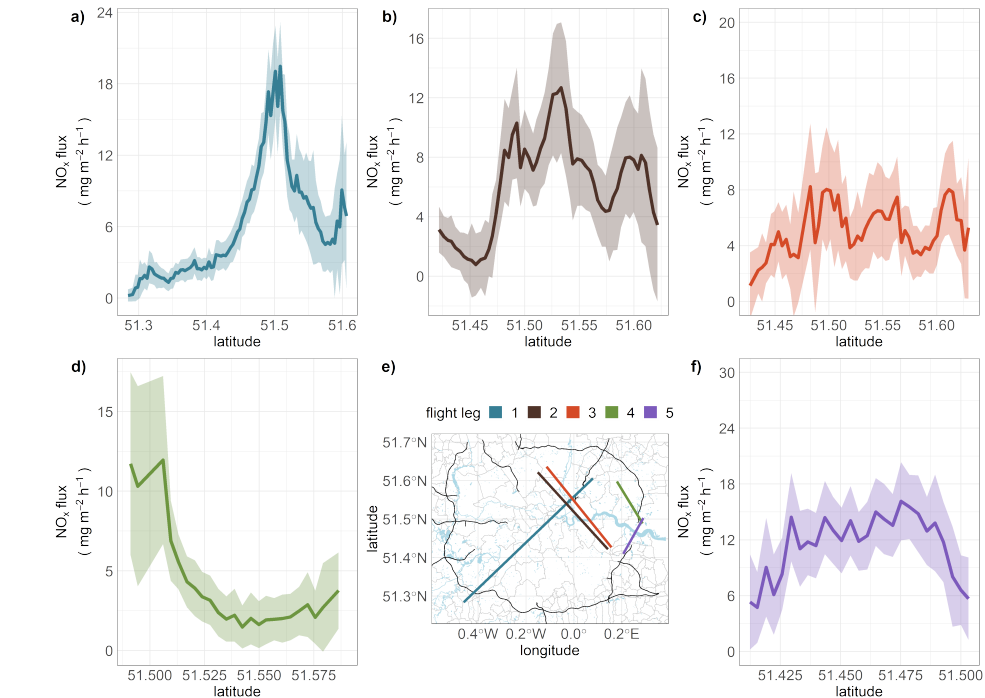 a)
24
18
12
6
0
NOx flux
( mg m⁻² h⁻¹ )
51.3 51.4 51.5 51.6
latitude
b)
16
12
8
4
0
NOx flux
( mg m⁻² h⁻¹ )
51.45 51.50 51.55 51.60
latitude
c)
20
16
12
8
4
0
NOx flux
( mg m⁻² h⁻¹ )
51.45 51.50 51.55 51.60
latitude
d)
15
10
5
0
NOx flux
( mg m⁻² h⁻¹ )
51.500 51.525 51.550 51.575
latitude
e)
flight leg 1 2 3 4 5
51.7°N
51.6°N
51.5°N
51.4°N
51.3°N
latitude
0.4°W 0.2°W 0.0° 0.2°E
longitude
f)
30
24
18
12
6
0
NOx flux
( mg m⁻² h⁻¹ )
51.425 51.450 51.475 51.500
latitude